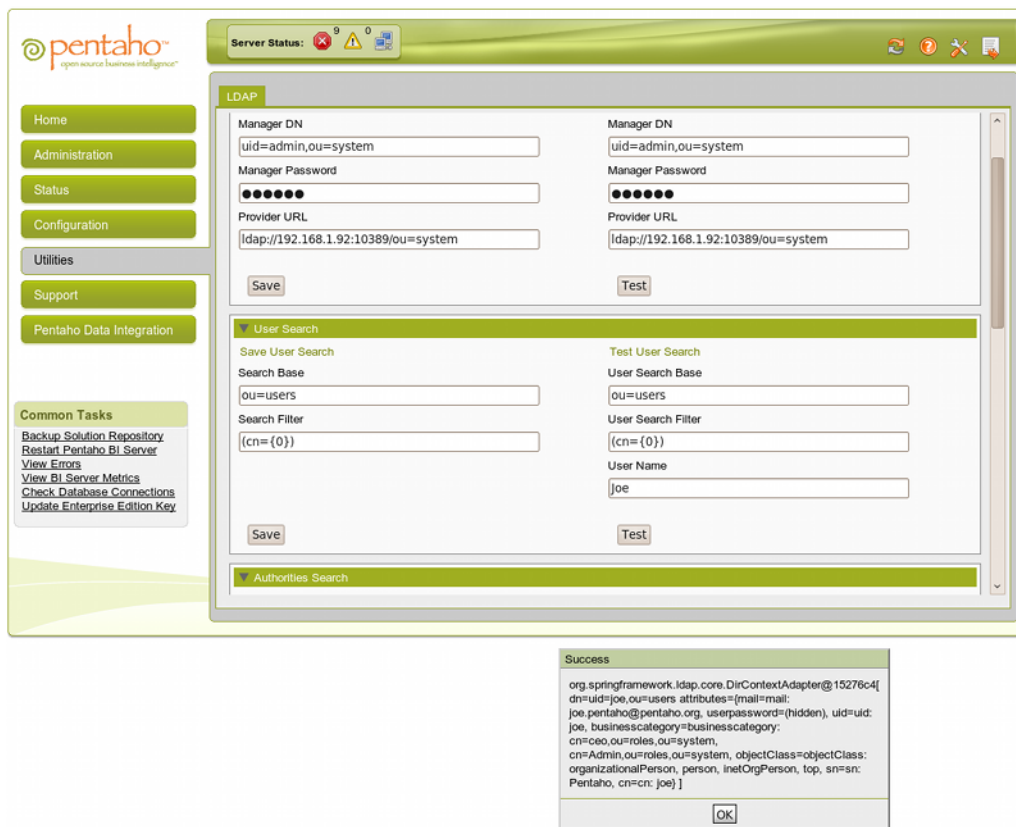 pentaho™
open source business intelligence™
Server Status: 9 0
Home
Administration
Status
Configuration
Utilities
Support
Pentaho Data Integration
Common Tasks
Backup Solution Repository
Restart Pentaho BI Server
View Errors
View BI Server Metrics
Check Database Connections
Update Enterprise Edition Key
LDAP
Manager DN Manager DN
uid=admin,ou=system uid=admin,ou=system
Manager Password Manager Password
●●●●●● ●●●●●●
Provider URL Provider URL
ldap://192.168.1.92:10389/ou=system ldap://192.168.1.92:10389/ou=system
Save Test
User Search
Save User Search Test User Search
Search Base User Search Base
ou=users ou=users
Search Filter User Search Filter
(cn={0}) (cn={0})
User Name
Joe
Save Test
Authorities Search
Success
org.springframework.ldap.core.DirContextAdapter@15276c4[
dn=uid=joe,ou=users attributes={mail=mail:
joe.pentaho@pentaho.org, userpassword=(hidden), uid=uid:
joe, businesscategory=businesscategory:
cn=ceo,ou=roles,ou=system,
cn=Admin,ou=roles,ou=system, objectClass=objectClass:
organizationalPerson, person, inetOrgPerson, top, sn=sn:
Pentaho, cn=cn: joe} ]
OK